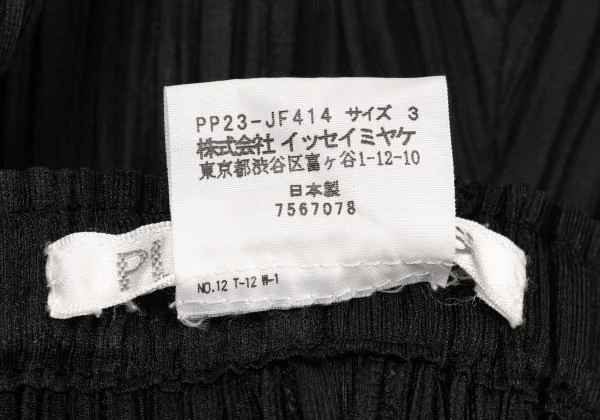 PP23-JF414 サイズ 3
株式会社 イッセイミヤケ
東京都渋谷区富ヶ谷1-12-10
日本製
7567078
PL
NO.12 T-12 W-1